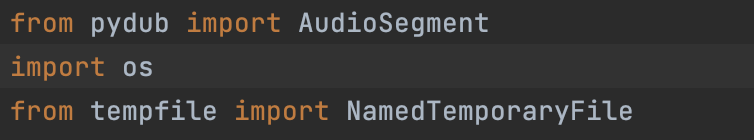 from pydub import AudioSegment
import os
from tempfile import NamedTemporaryFile